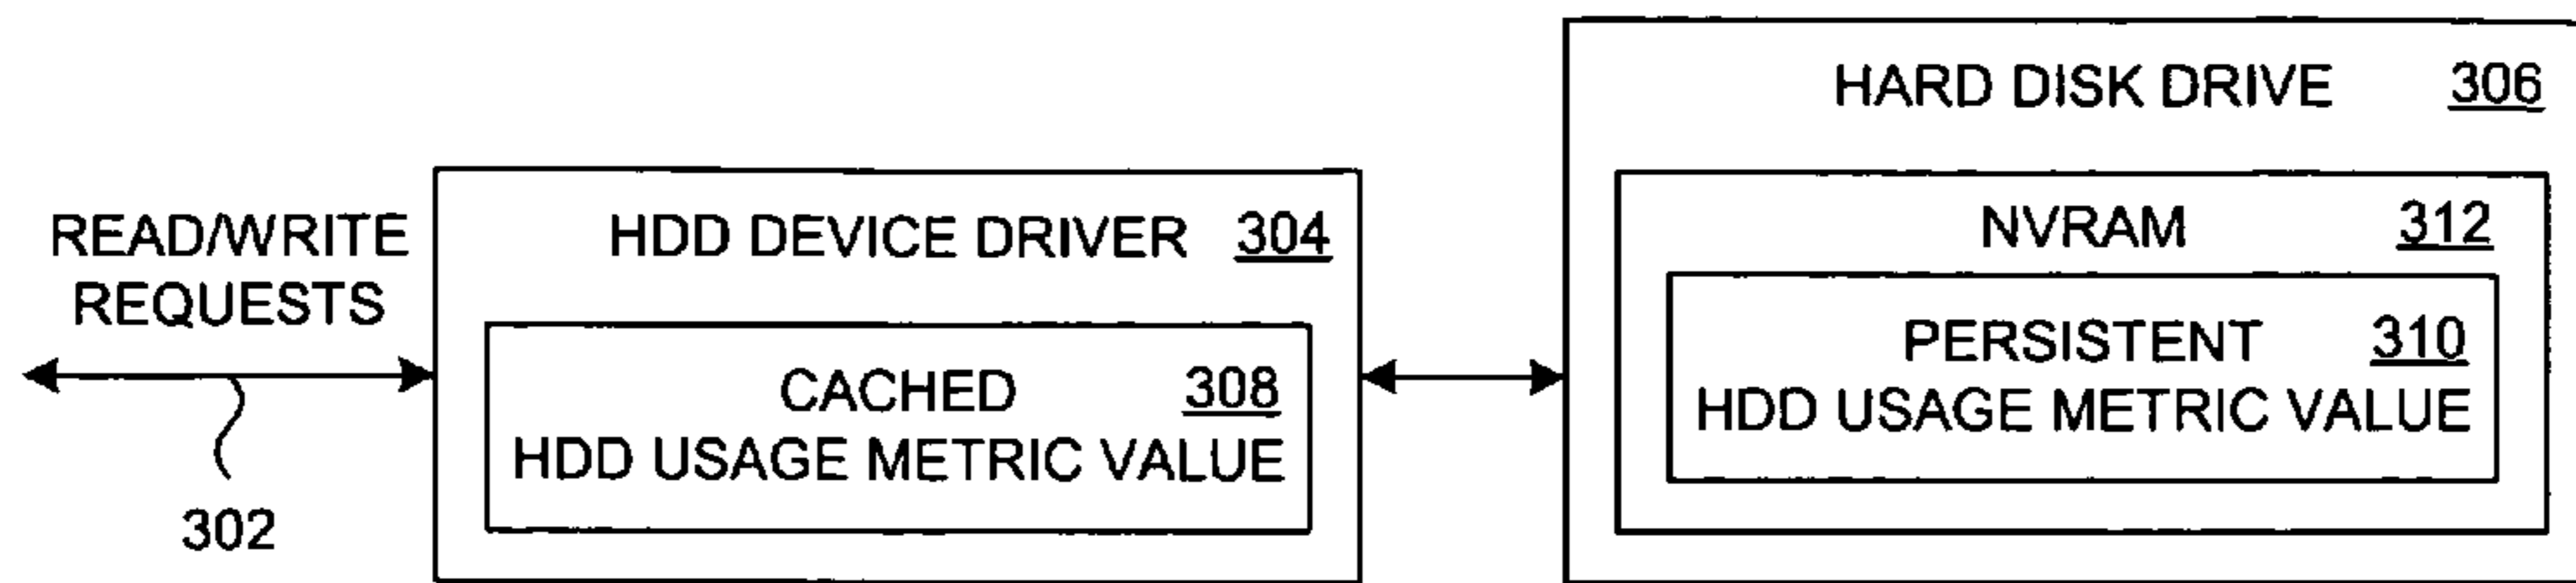 READ/WRITE
REQUESTS
302
HDD DEVICE DRIVER 304
CACHED 308
HDD USAGE METRIC VALUE
HARD DISK DRIVE 306
NVRAM 312
PERSISTENT 310
HDD USAGE METRIC VALUE